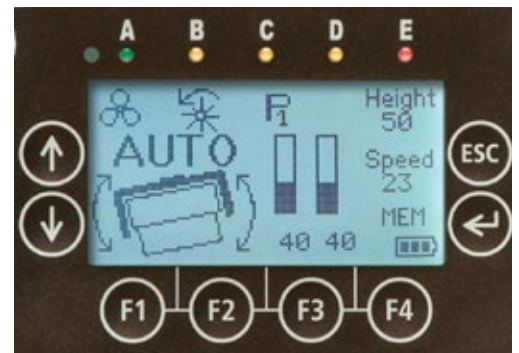 A B C D E
P1
Height
50
AUTO
Speed
23
MEM
40 40
ESC
F1 F2 F3 F4